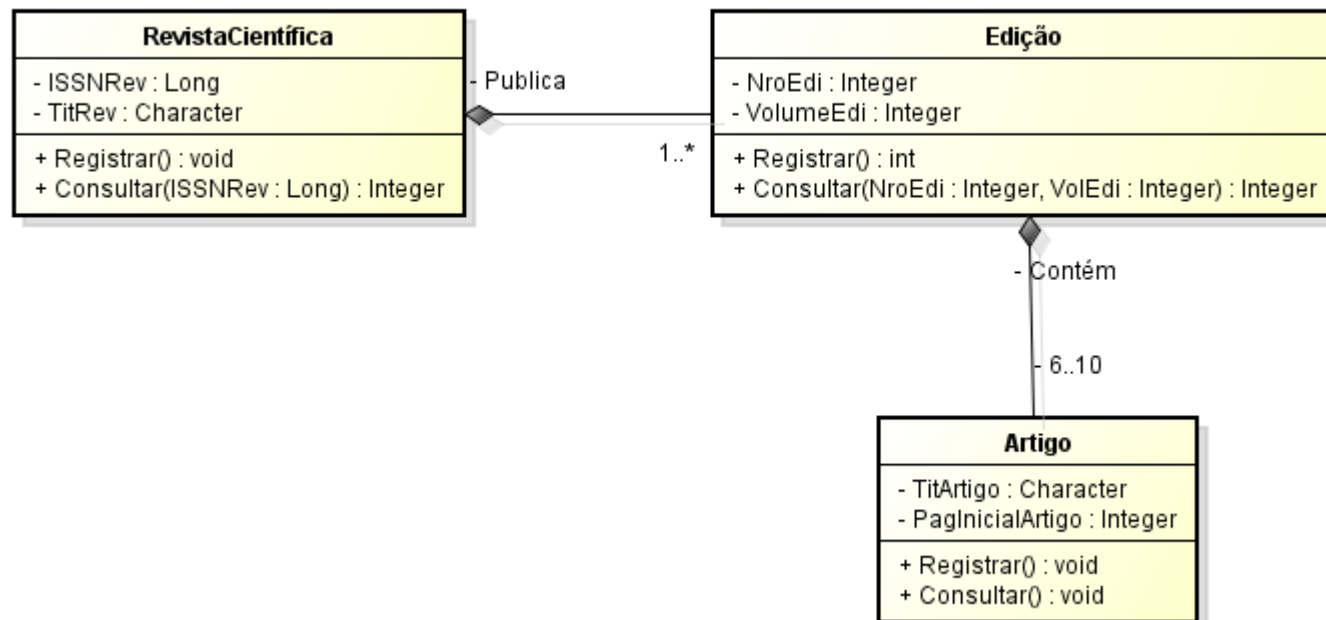 RevistaCientífica
- ISSNRev : Long
- TitRev : Character
+ Registrar() : void
+ Consultar(ISSNRev : Long) : Integer
- Publica
1..*
Edição
- NroEdi : Integer
- VolumeEdi : Integer
+ Registrar() : int
+ Consultar(NroEdi : Integer, VolEdi : Integer) : Integer
- Contém
- 6..10
Artigo
- TitArtigo : Character
- PagInicialArtigo : Integer
+ Registrar() : void
+ Consultar() : void